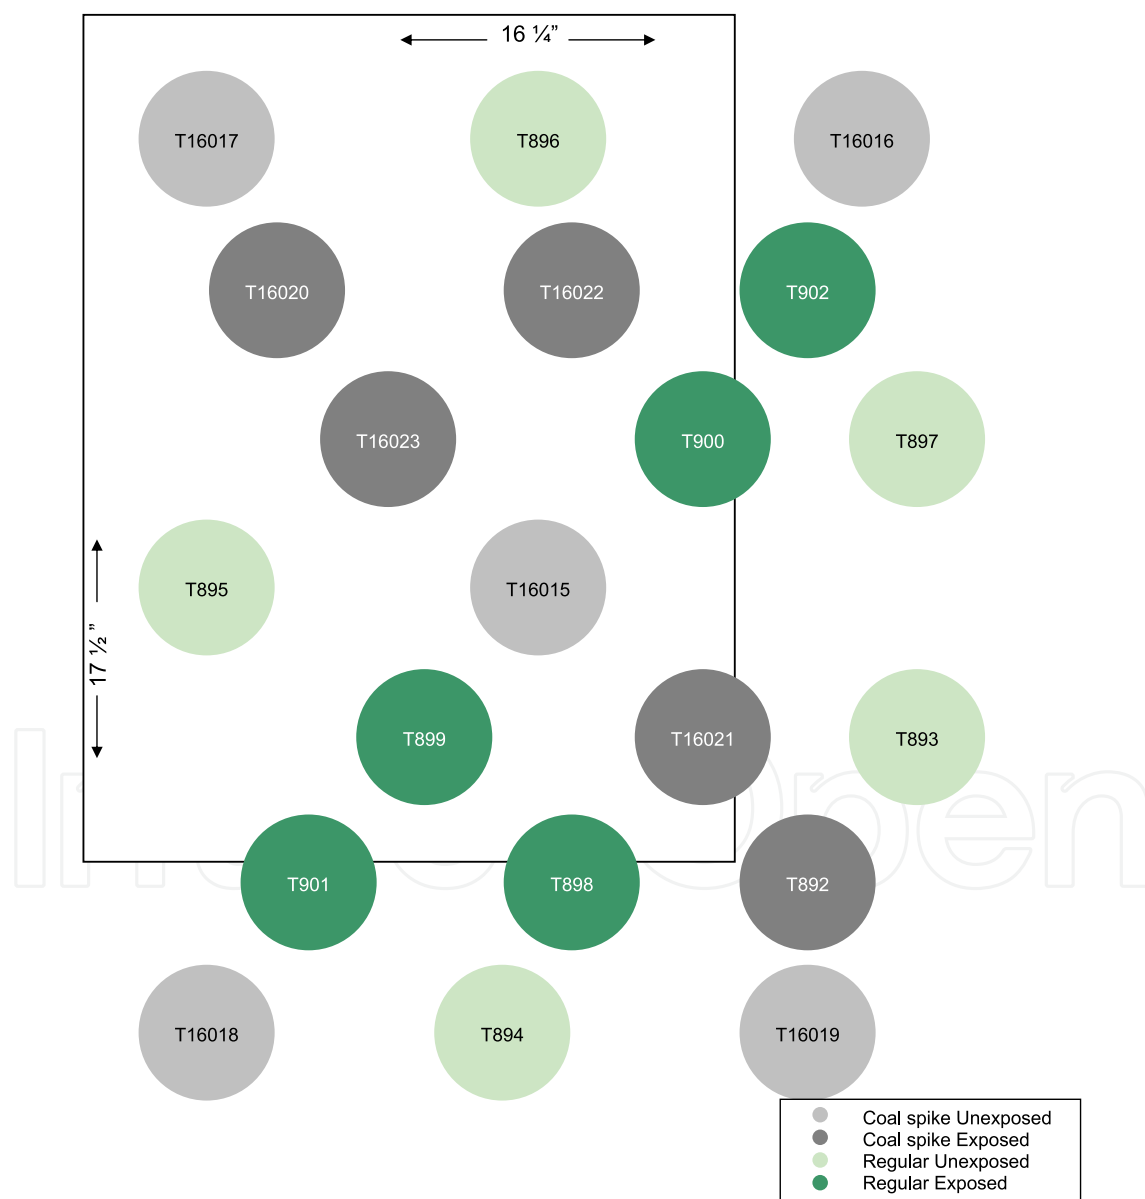 16 ¼”
T16017
T896
T16016
T16020
T16022
T902
T16023
T900
T897
T895
T16015
17 ½ ”
T899
T16021
T893
T901
T898
T892
T16018
T894
T16019
Coal spike Unexposed
Coal spike Exposed
Regular Unexposed
Regular Exposed